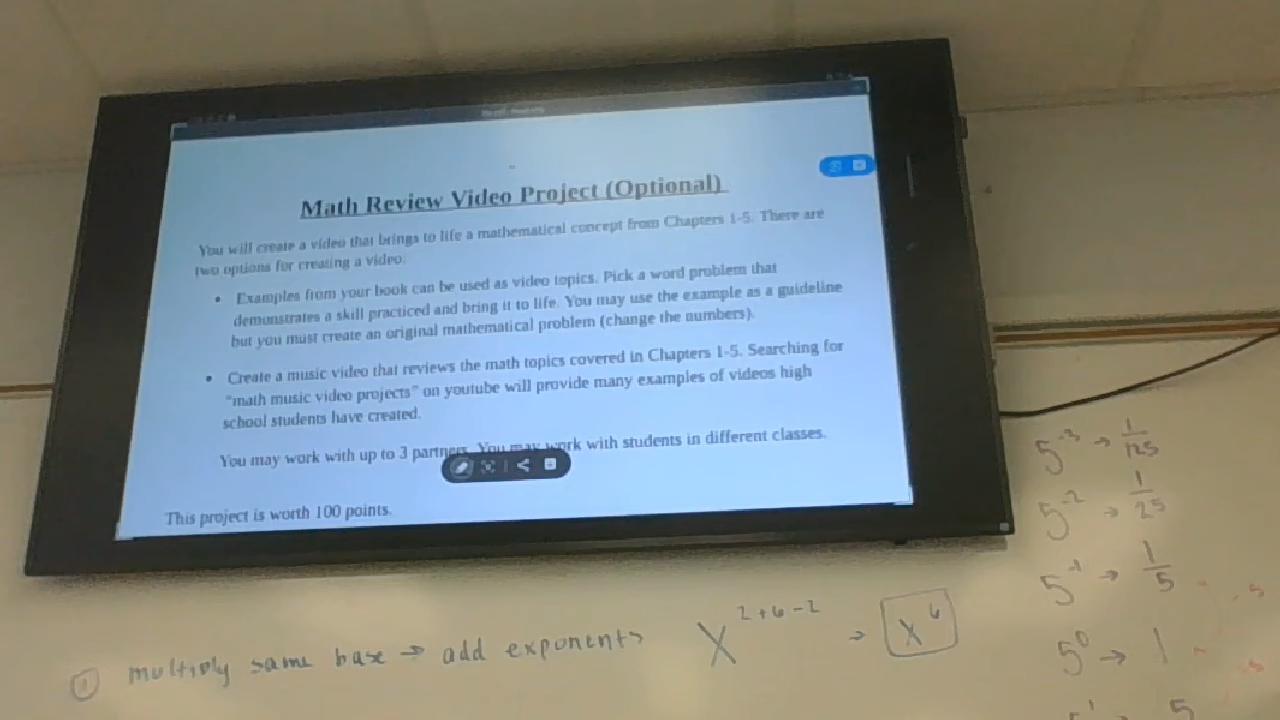 Math Review Video Project (Optional)
You will create a video that brings to life a mathematical concept from Chapters 1-5. There are
two options for creating a video.
• Examples from your book can be used as video topics. Pick a word problem that
demonstrates a skill practiced and bring it to life. You may use the example as a guideline
but you must create an original mathematical problem (change the numbers).
• Create a music video that reviews the math topics covered in Chapters 1-5. Searching for
"math music video projects" on youtube will provide many examples of videos high
school students have created.
You may work with up to 3 partners. You may work with students in different classes.
This project is worth 100 points.
① multiply same base → add exponents x^{2+6-2} → x^6
5^{-3} → 1/125
5^{-2} → 1/25
5^{-1} → 1/5
5^0 → 1
5^1 → 5